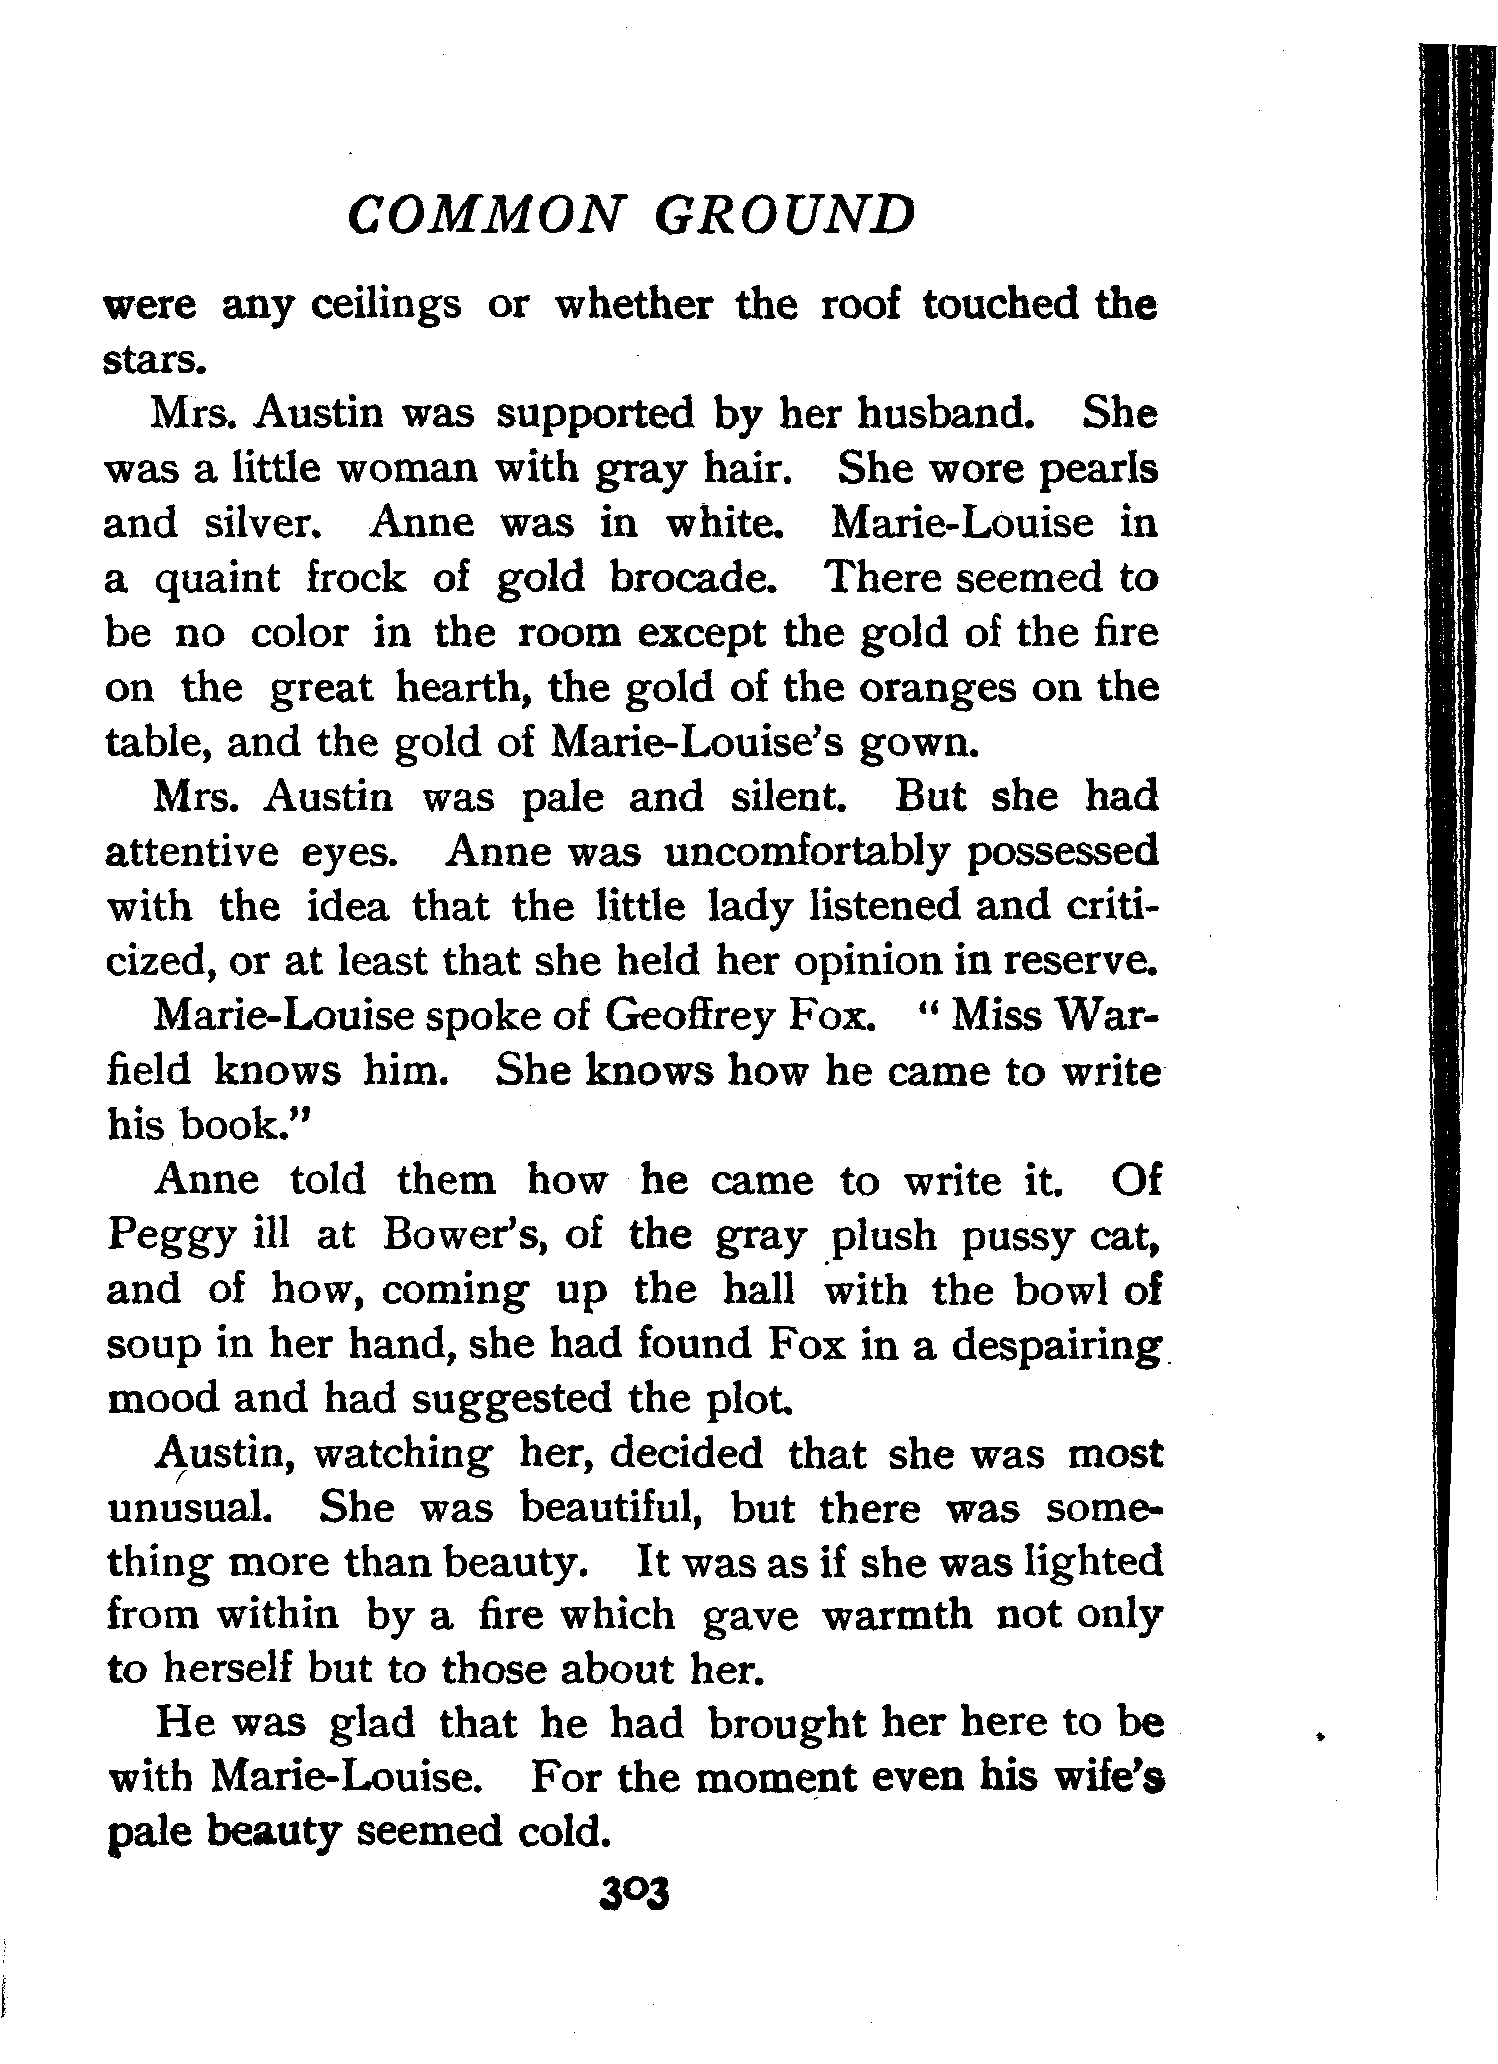 COMMON GROUND
were any ceilings or whether the roof touched the
stars.
Mrs. Austin was supported by her husband. She
was a little woman with gray hair. She wore pearls
and silver. Anne was in white. Marie-Louise in
a quaint frock of gold brocade. There seemed to
be no color in the room except the gold of the fire
on the great hearth, the gold of the oranges on the
table, and the gold of Marie-Louise's gown.
Mrs. Austin was pale and silent. But she had
attentive eyes. Anne was uncomfortably possessed
with the idea that the little lady listened and criti-
cized, or at least that she held her opinion in reserve.
Marie-Louise spoke of Geoffrey Fox. " Miss War-
field knows him. She knows how he came to write
his book."
Anne told them how he came to write it. Of
Peggy ill at Bower's, of the gray plush pussy cat,
and of how, coming up the hall with the bowl of
soup in her hand, she had found Fox in a despairing
mood and had suggested the plot.
Austin, watching her, decided that she was most
unusual. She was beautiful, but there was some-
thing more than beauty. It was as if she was lighted
from within by a fire which gave warmth not only
to herself but to those about her.
He was glad that he had brought her here to be
with Marie-Louise. For the moment even his wife's
pale beauty seemed cold.
303